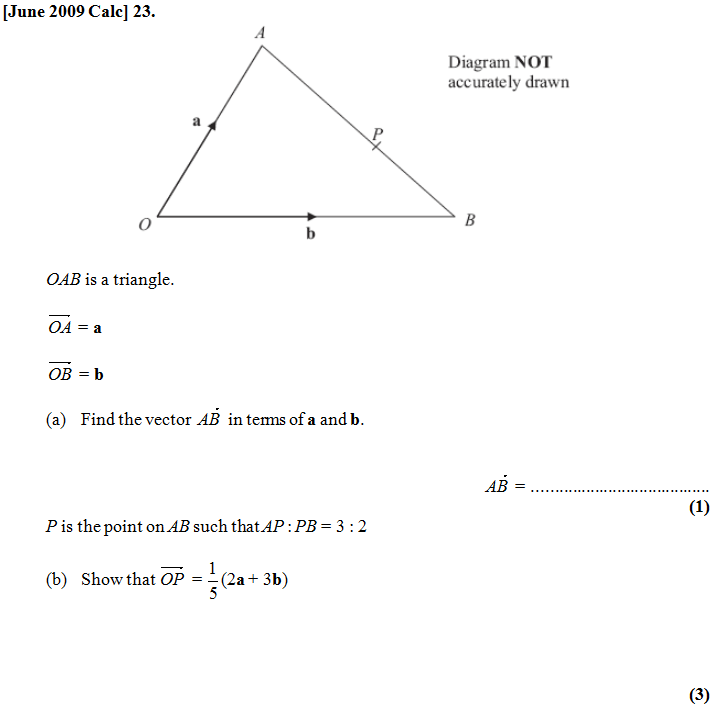 [June 2009 Calc] 23.
A
Diagram NOT
accurately drawn
a
P
O
b
B
OAB is a triangle.
OA = a
OB = b
(a) Find the vector AB in terms of a and b.
AB = ..........................................
(1)
P is the point on AB such that AP : PB = 3 : 2
(b) Show that OP = 1/5 (2a + 3b)
(3)